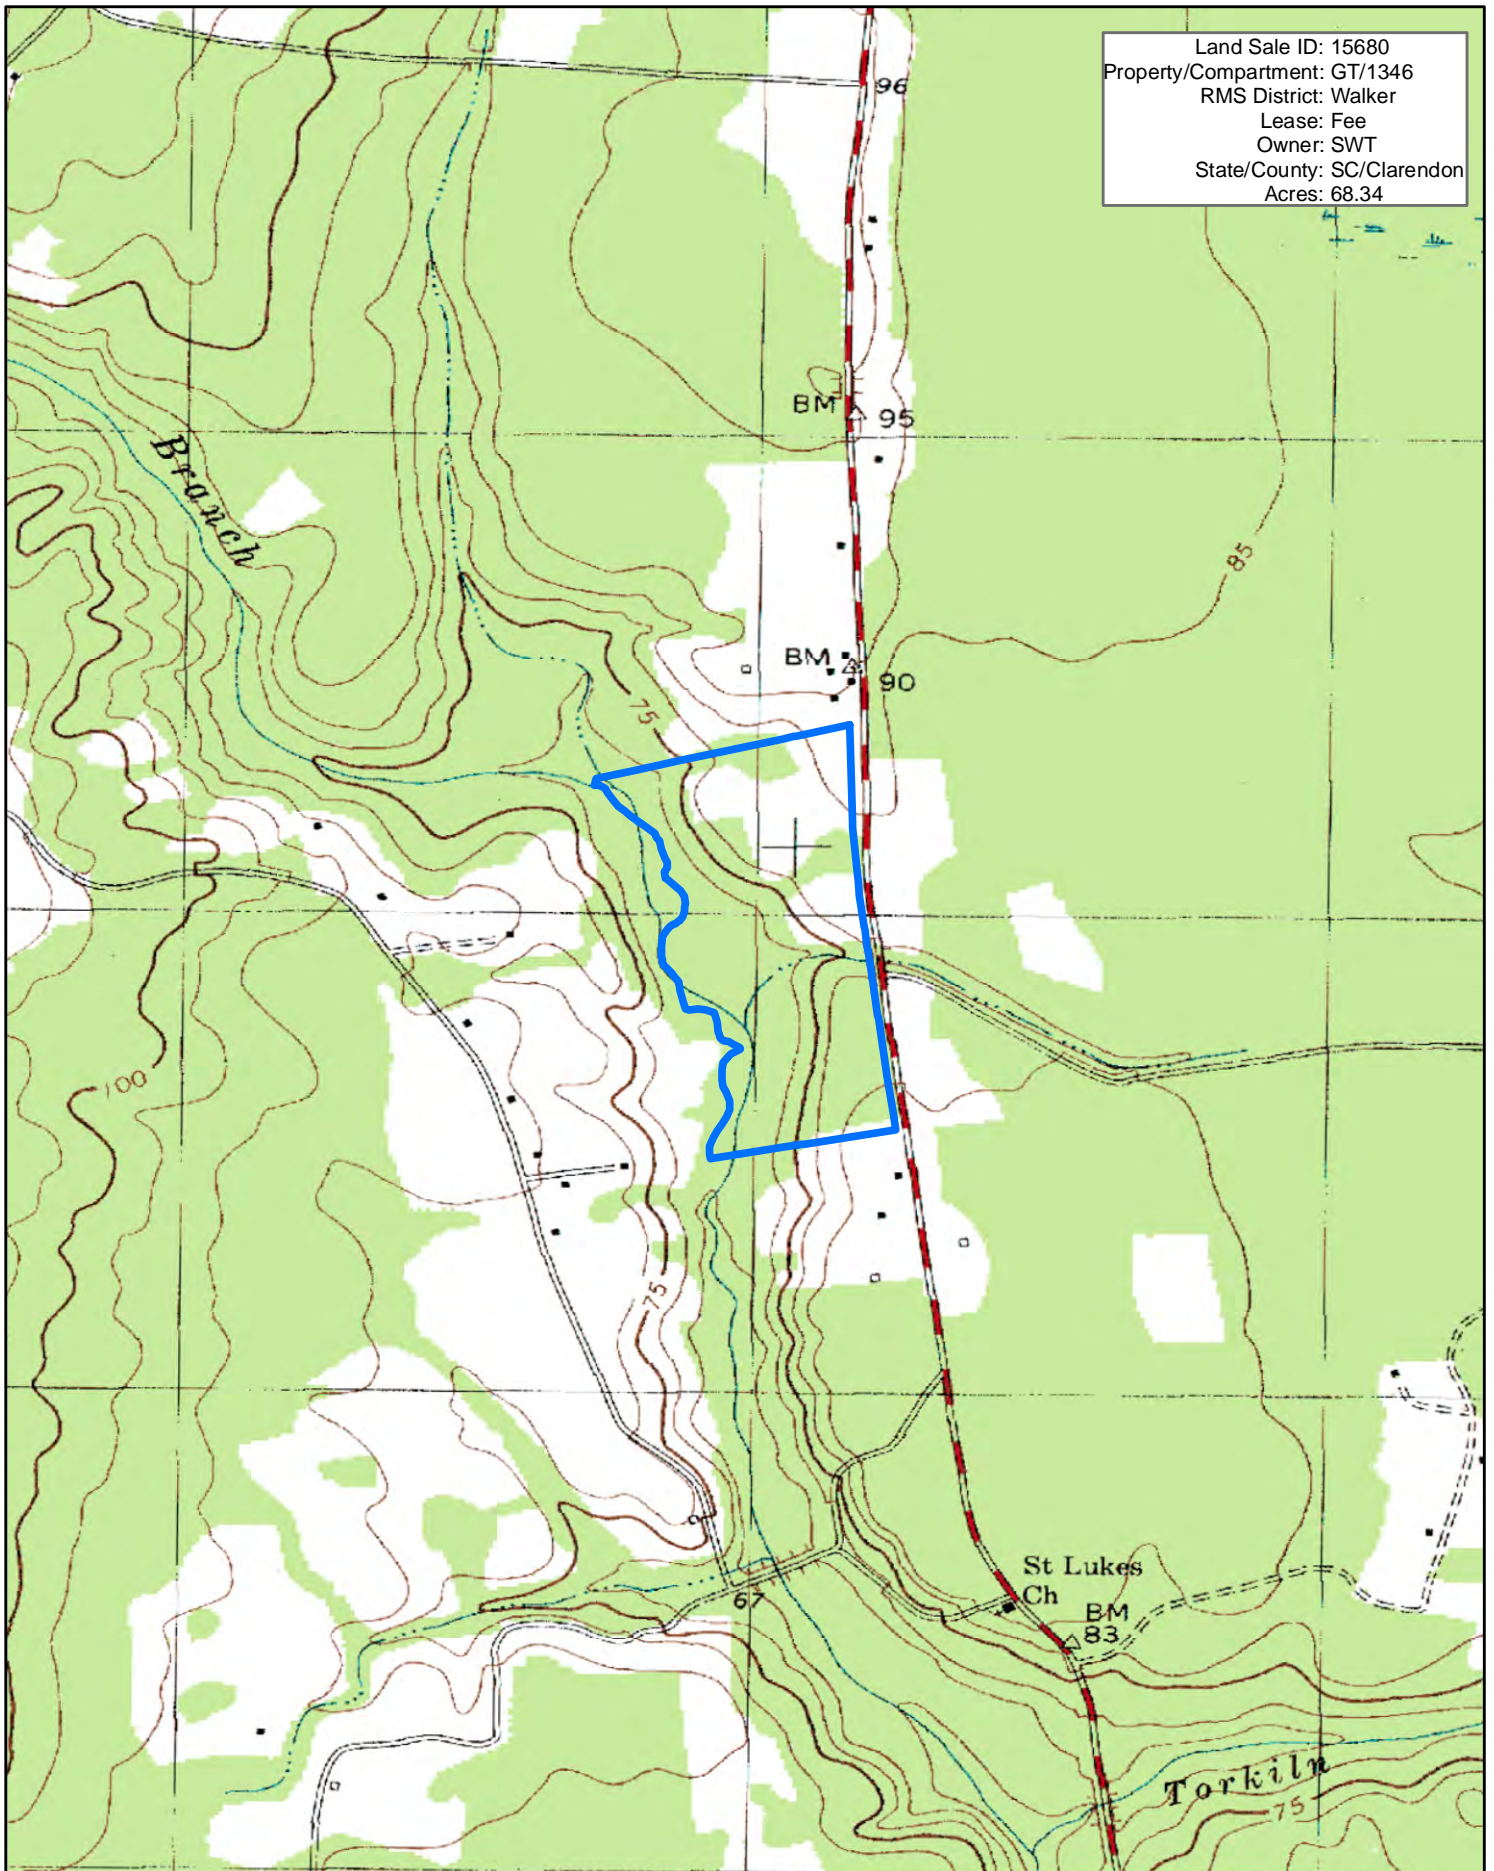 Land Sale ID: 15680
Property/Compartment: GT/1346
RMS District: Walker
Lease: Fee
Owner: SWT
State/County: SC/Clarendon
Acres: 68.34
96
BM 95
Branch
85
BM 90
75
100
75
67
St Lukes
Ch
BM
83
Torkiln
75